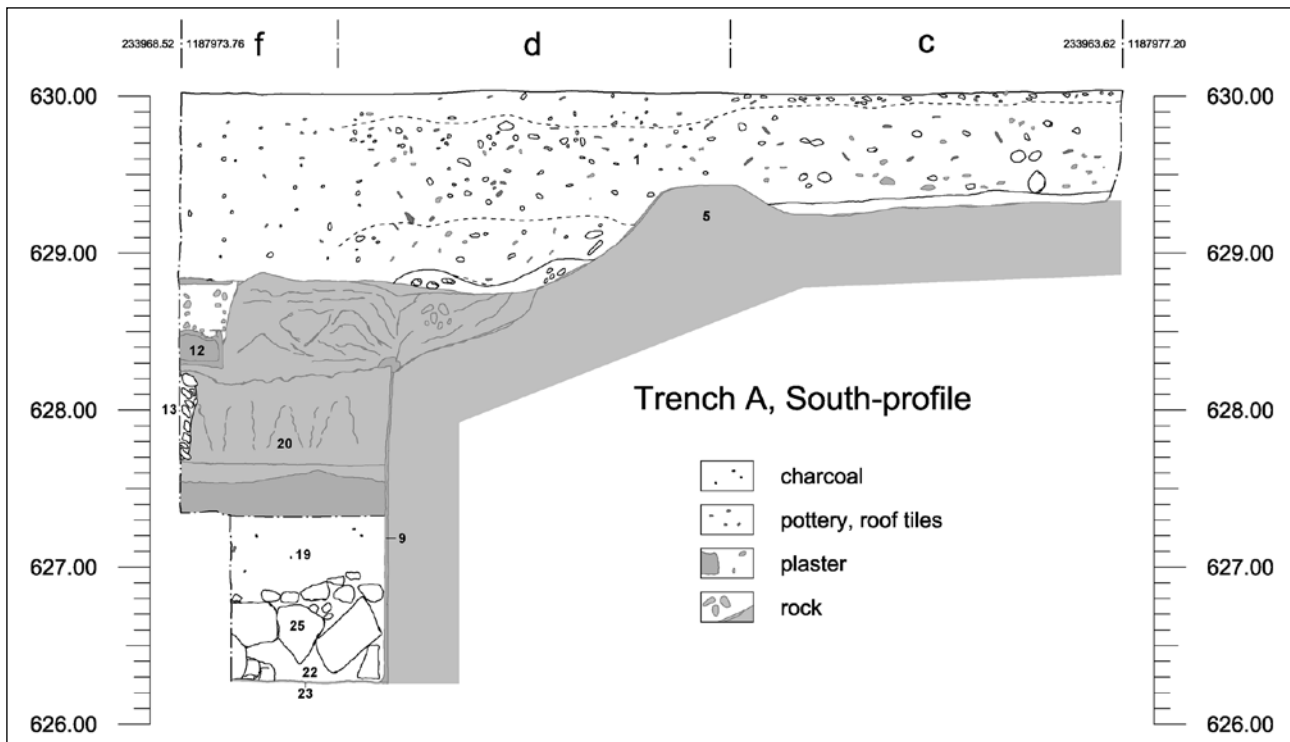 233968.52 1187973.76 f d c 233963.62 1187977.20
630.00 630.00
1
5
629.00 629.00
12
13 628.00 628.00
Trench A, South-profile
20
charcoal
pottery, roof tiles
9
19
plaster
627.00 627.00
rock
25
22
23
626.00 626.00